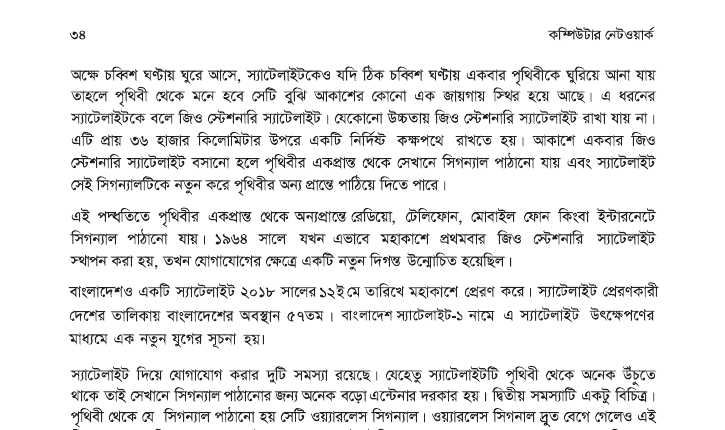 ৩৪ কম্পিউটার নেটওয়ার্ক
অক্ষে চব্বিশ ঘণ্টায় ঘুরে আসে, স্যাটেলাইটকেও যদি ঠিক চব্বিশ ঘণ্টায় একবার পৃথিবীকে ঘুরিয়ে আনা যায়
তাহলে পৃথিবী থেকে মনে হবে সেটি বুঝি আকাশের কোনো এক জায়গায় স্থির হয়ে আছে। এ ধরনের
স্যাটেলাইটকে বলে জিও স্টেশনারি স্যাটেলাইট। যেকোনো উচ্চতায় জিও স্টেশনারি স্যাটেলাইট রাখা যায় না।
এটি প্রায় ৩৬ হাজার কিলোমিটার উপরে একটি নির্দিষ্ট কক্ষপথে রাখতে হয়। আকাশে একবার জিও
স্টেশনারি স্যাটেলাইট বসানো হলে পৃথিবীর একপ্রান্ত থেকে সেখানে সিগন্যাল পাঠানো যায় এবং স্যাটেলাইট
সেই সিগন্যালটিকে নতুন করে পৃথিবীর অন্য প্রান্তে পাঠিয়ে দিতে পারে।
এই পদ্ধতিতে পৃথিবীর একপ্রান্ত থেকে অন্যপ্রান্তে রেডিয়ো, টেলিফোন, মোবাইল ফোন কিংবা ইন্টারনেটে
সিগন্যাল পাঠানো যায়। ১৯৬৪ সালে যখন এভাবে মহাকাশে প্রথমবার জিও স্টেশনারি স্যাটেলাইট
স্থাপন করা হয়, তখন যোগাযোগের ক্ষেত্রে একটি নতুন দিগন্ত উন্মোচিত হয়েছিল।
বাংলাদেশও একটি স্যাটেলাইট ২০১৮ সালের ১২ই মে তারিখে মহাকাশে প্রেরণ করে। স্যাটেলাইট প্রেরণকারী
দেশের তালিকায় বাংলাদেশের অবস্থান ৫৭তম । বাংলাদেশ স্যাটেলাইট-১ নামে এ স্যাটেলাইট উৎক্ষেপণের
মাধ্যমে এক নতুন যুগের সূচনা হয়।
স্যাটেলাইট দিয়ে যোগাযোগ করার দুটি সমস্যা রয়েছে। যেহেতু স্যাটেলাইটটি পৃথিবী থেকে অনেক উঁচুতে
থাকে তাই সেখানে সিগন্যাল পাঠানোর জন্য অনেক বড়ো এন্টেনার দরকার হয়। দ্বিতীয় সমস্যাটি একটু বিচিত্র।
পৃথিবী থেকে যে সিগন্যাল পাঠানো হয় সেটি ওয়্যারলেস সিগন্যাল। ওয়্যারলেস সিগনাল দ্রুত বেগে গেলেও এই